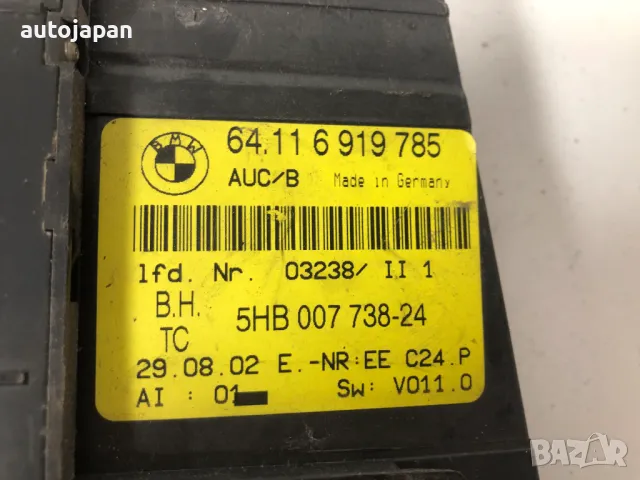 autojapan
BMW
64.11 6 919 785
AUC/B Made in Germany
lfd. Nr. 03238/ II 1
B.H.
TC
5HB 007 738-24
29.08.02 E.-NR:EE C24.P
AI : 01 SW: V011.0
BAZAR